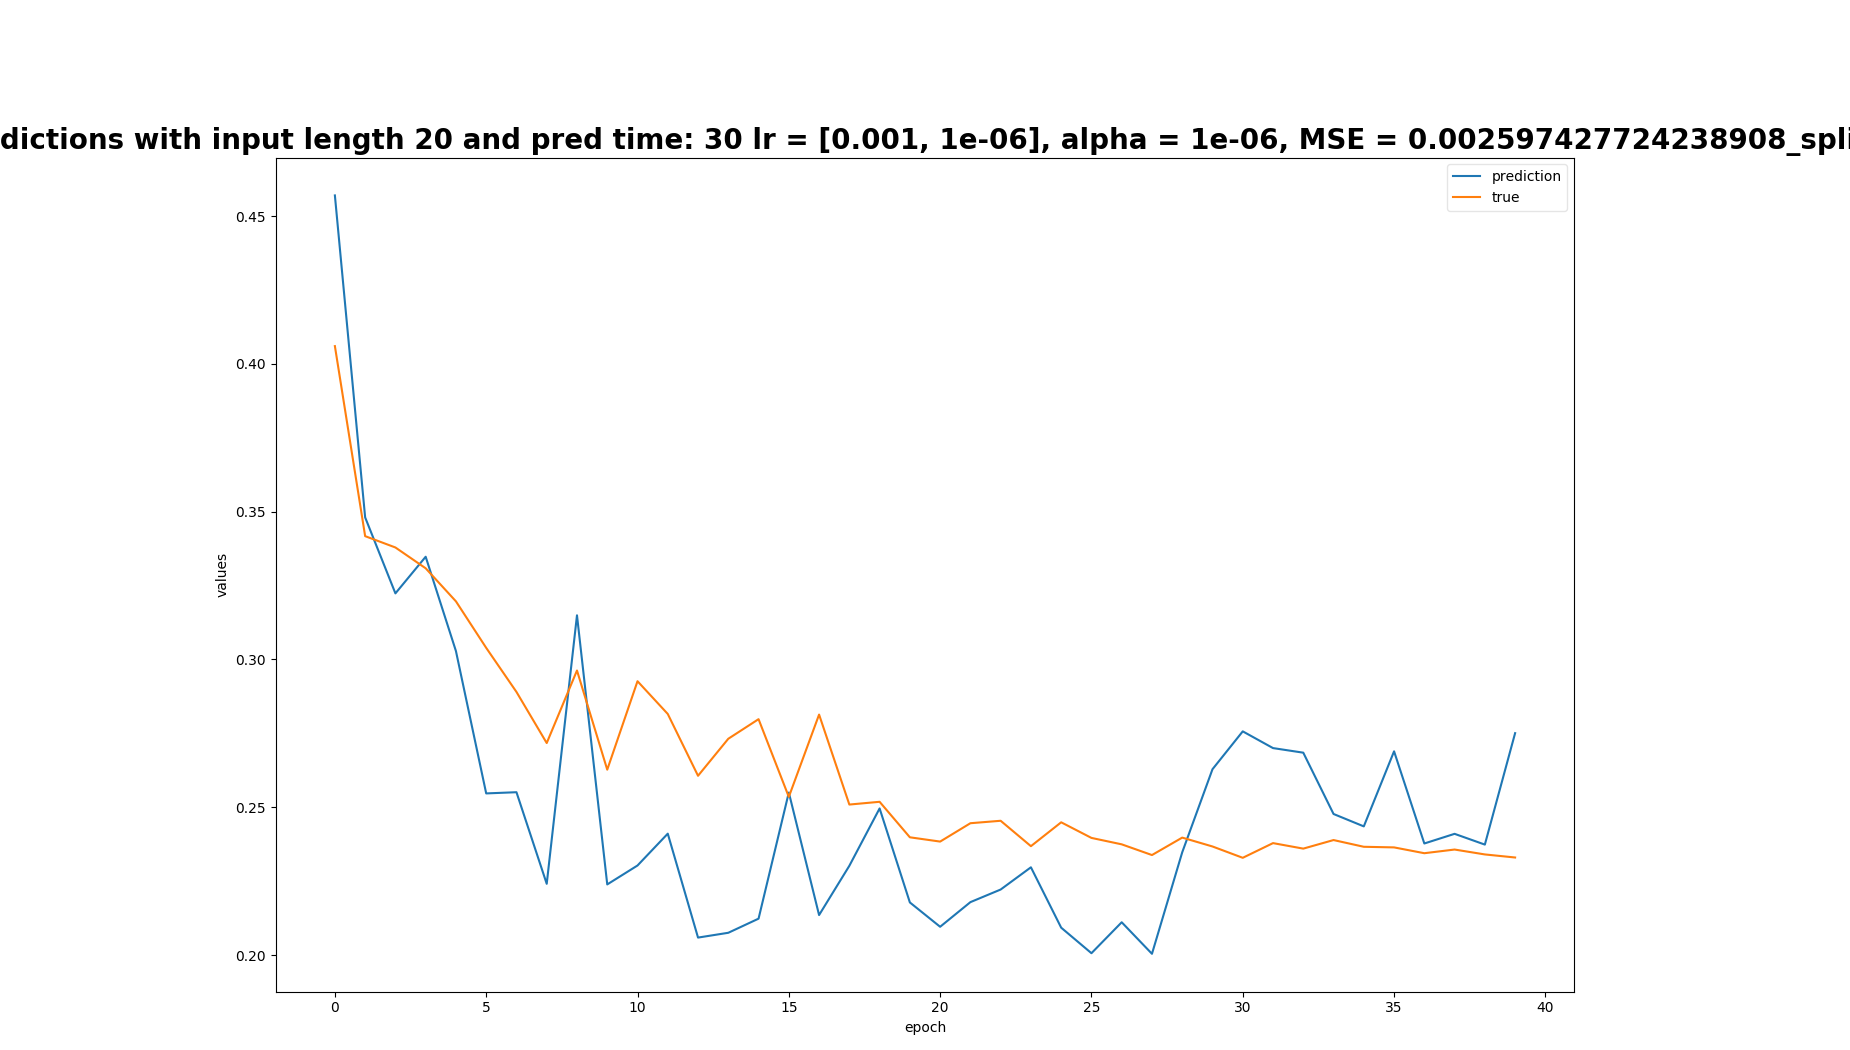 dictions with input length 20 and pred time: 30 lr = [0.001, 1e-06], alpha = 1e-06, MSE = 0.002597427724238908_spli
prediction
true
0.45
0.40
0.35
0.30
0.25
0.20
values
0 5 10 15 20 25 30 35 40
epoch